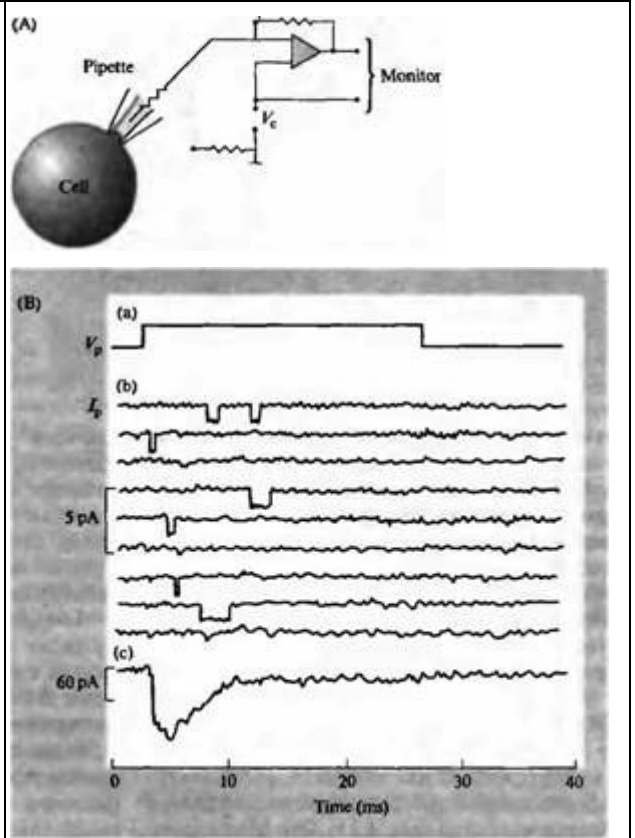 (A)
Pipette
Monitor
Vc
Cell
(B)
(a)
Vp
(b)
Ip
5 pA
(c)
60 pA
0 10 20 30 40
Time (ms)